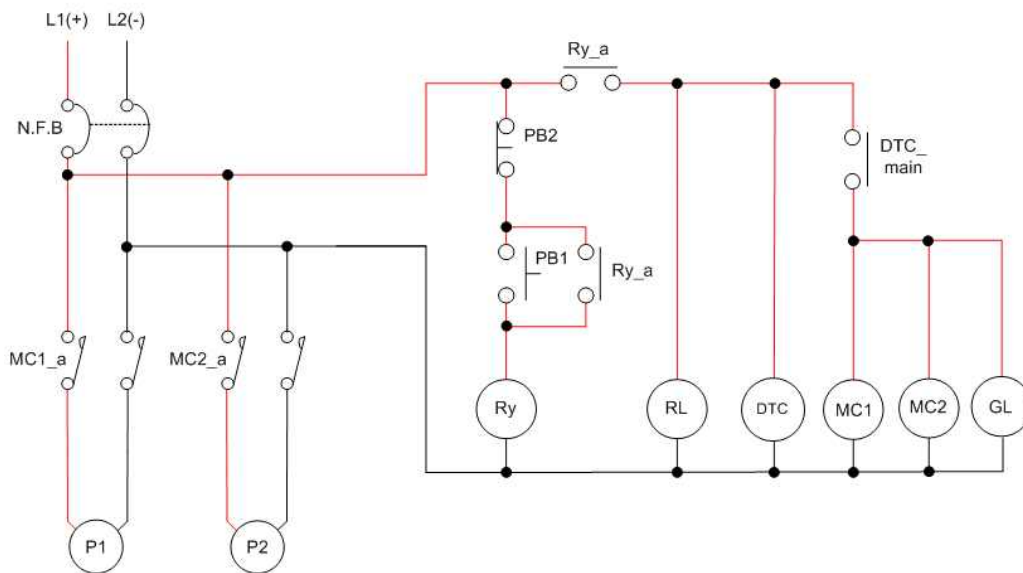 L1(+) L2(-)
Ry_a
N.F.B
PB2
DTC_
main
PB1
Ry_a
MC1_a
MC2_a
Ry
RL
DTC
MC1
MC2
GL
P1
P2